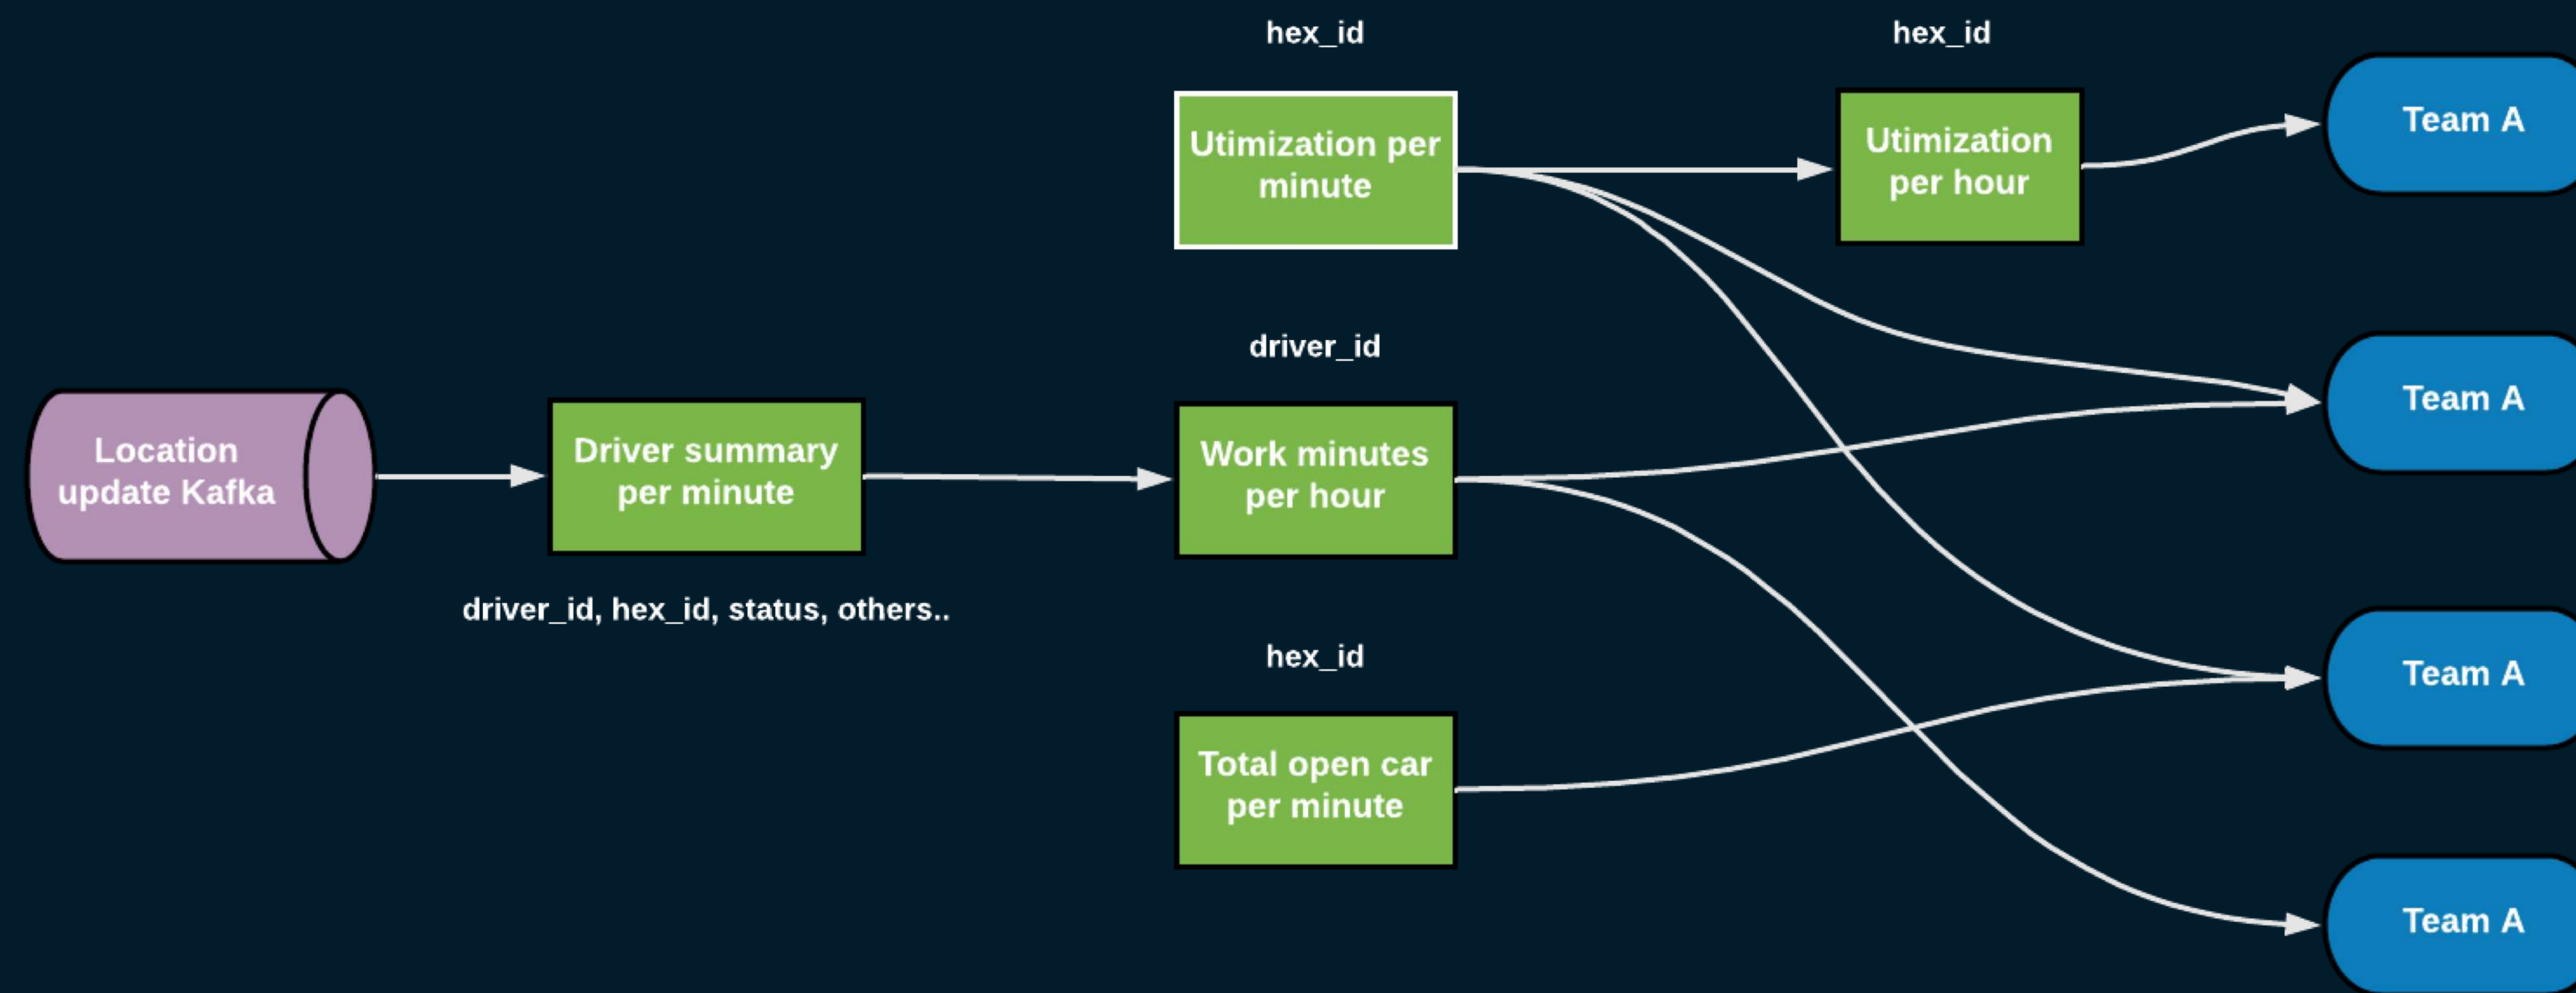 hex_id
hex_id
Utimization per
minute
Utimization
per hour
Team A
driver_id
Location
update Kafka
Driver summary
per minute
Work minutes
per hour
Team A
driver_id, hex_id, status, others..
hex_id
Total open car
per minute
Team A
Team A